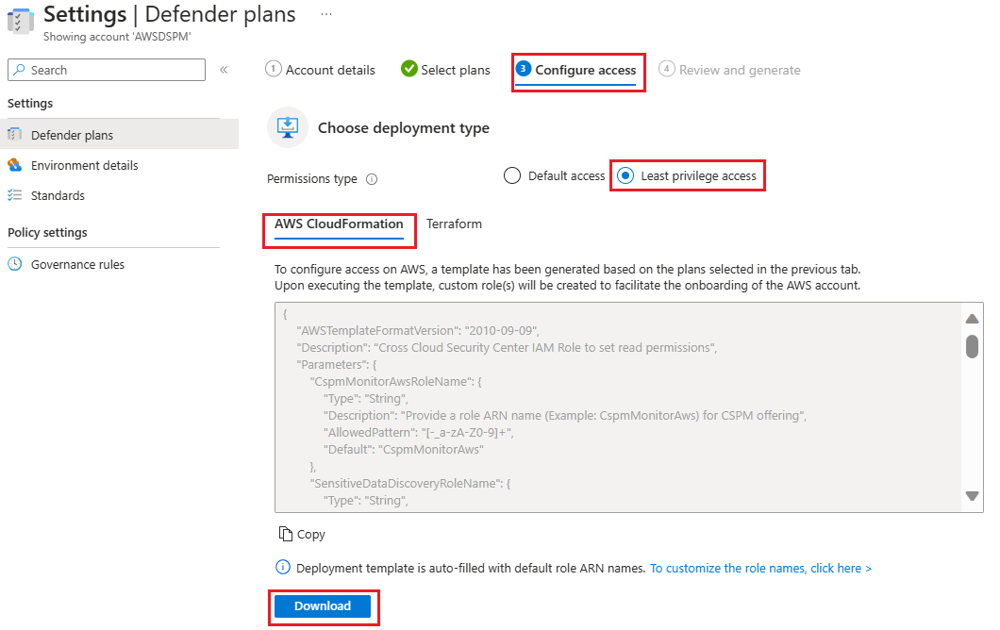 Settings | Defender plans ...
Showing account 'AWSDSPM'
Search «
1 Account details Select plans 3 Configure access 4 Review and generate
Settings
Defender plans
Environment details
Standards
Policy settings
Governance rules
Choose deployment type
Permissions type Default access Least privilege access
AWS CloudFormation Terraform
To configure access on AWS, a template has been generated based on the plans selected in the previous tab.
Upon executing the template, custom role(s) will be created to facilitate the onboarding of the AWS account.
{
"AWSTemplateFormatVersion": "2010-09-09",
"Description": "Cross Cloud Security Center IAM Role to set read permissions",
"Parameters": {
"CspmMonitorAwsRoleName": {
"Type": "String",
"Description": "Provide a role ARN name (Example: CspmMonitorAws) for CSPM offering",
"AllowedPattern": "[-_a-zA-Z0-9]+",
"Default": "CspmMonitorAws"
},
"SensitiveDataDiscoveryRoleName": {
"Type": "String",
Copy
Deployment template is auto-filled with default role ARN names. To customize the role names, click here >
Download